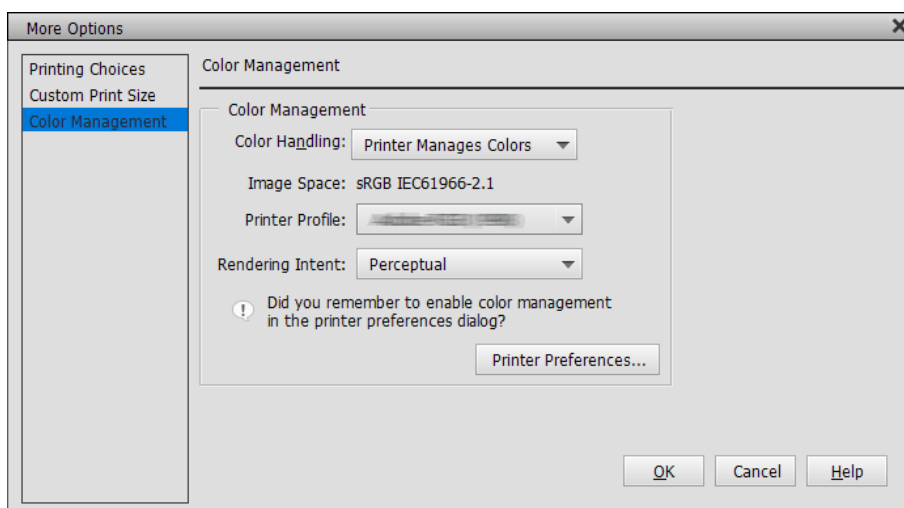 More Options
Printing Choices
Custom Print Size
Color Management
Color Management
Color Management
Color Handling: Printer Manages Colors
Image Space: sRGB IEC61966-2.1
Printer Profile:
Rendering Intent: Perceptual
! Did you remember to enable color management
in the printer preferences dialog?
Printer Preferences...
OK Cancel Help